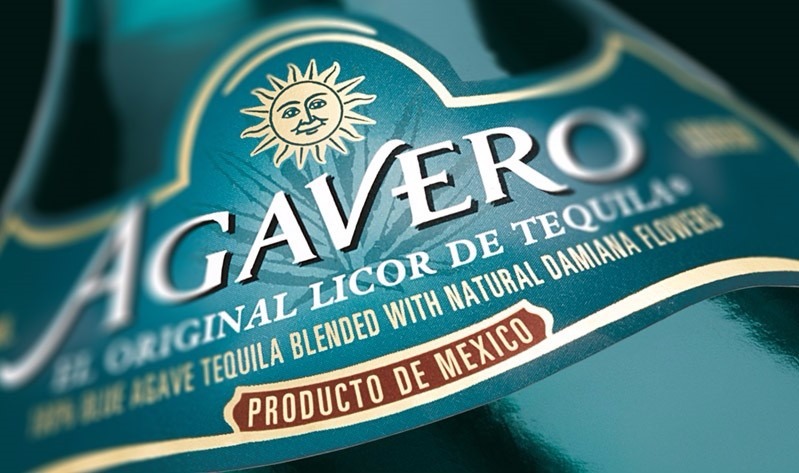 AGAVERO
EL ORIGINAL LICOR DE TEQUILA®
100% BLUE AGAVE TEQUILA BLENDED WITH NATURAL DAMIANA FLOWERS
PRODUCTO DE MEXICO